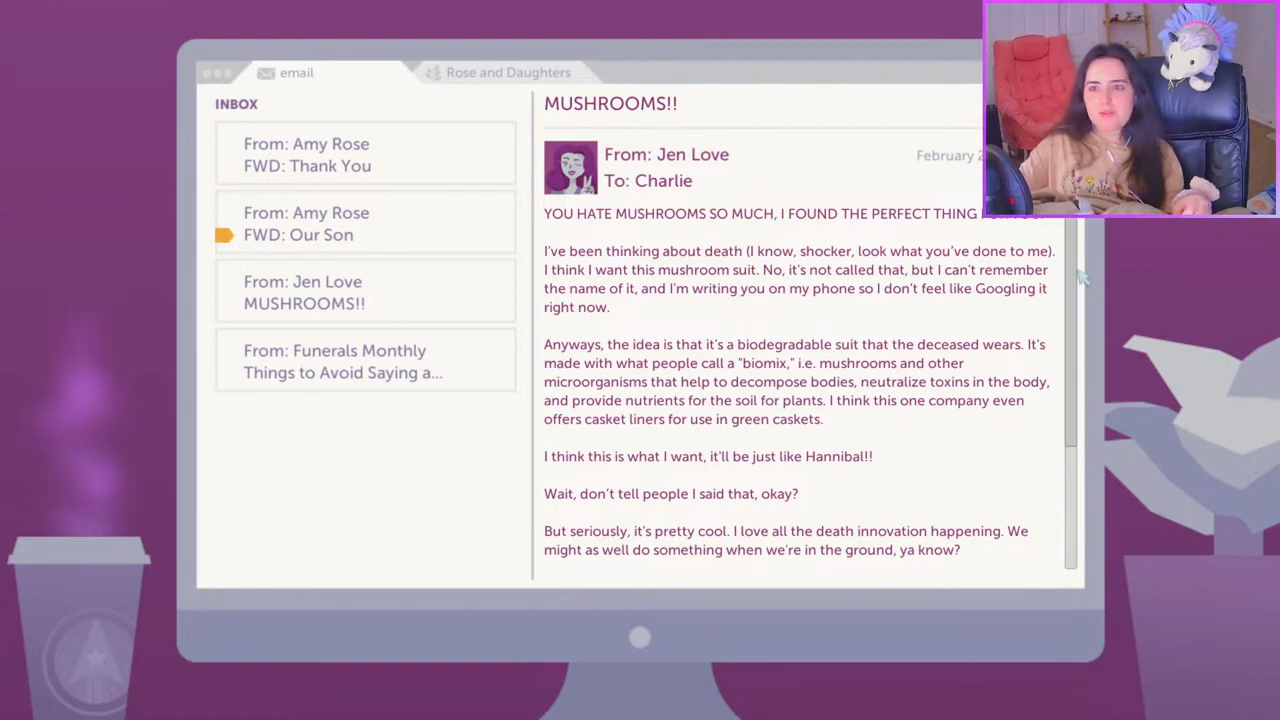 email
Rose and Daughters
INBOX
From: Amy Rose
FWD: Thank You
From: Amy Rose
FWD: Our Son
From: Jen Love
MUSHROOMS!!
From: Funerals Monthly
Things to Avoid Saying a...
MUSHROOMS!!
From: Jen Love
February
To: Charlie
YOU HATE MUSHROOMS SO MUCH, I FOUND THE PERFECT THING
I've been thinking about death (I know, shocker, look what you've done to me).
I think I want this mushroom suit. No, it's not called that, but I can't remember
the name of it, and I'm writing you on my phone so I don't feel like Googling it
right now.
Anyways, the idea is that it's a biodegradable suit that the deceased wears. It's
made with what people call a "biomix," i.e. mushrooms and other
microorganisms that help to decompose bodies, neutralize toxins in the body,
and provide nutrients for the soil for plants. I think this one company even
offers casket liners for use in green caskets.
I think this is what I want, it'll be just like Hannibal!!
Wait, don't tell people I said that, okay?
But seriously, it's pretty cool. I love all the death innovation happening. We
might as well do something when we're in the ground, ya know?